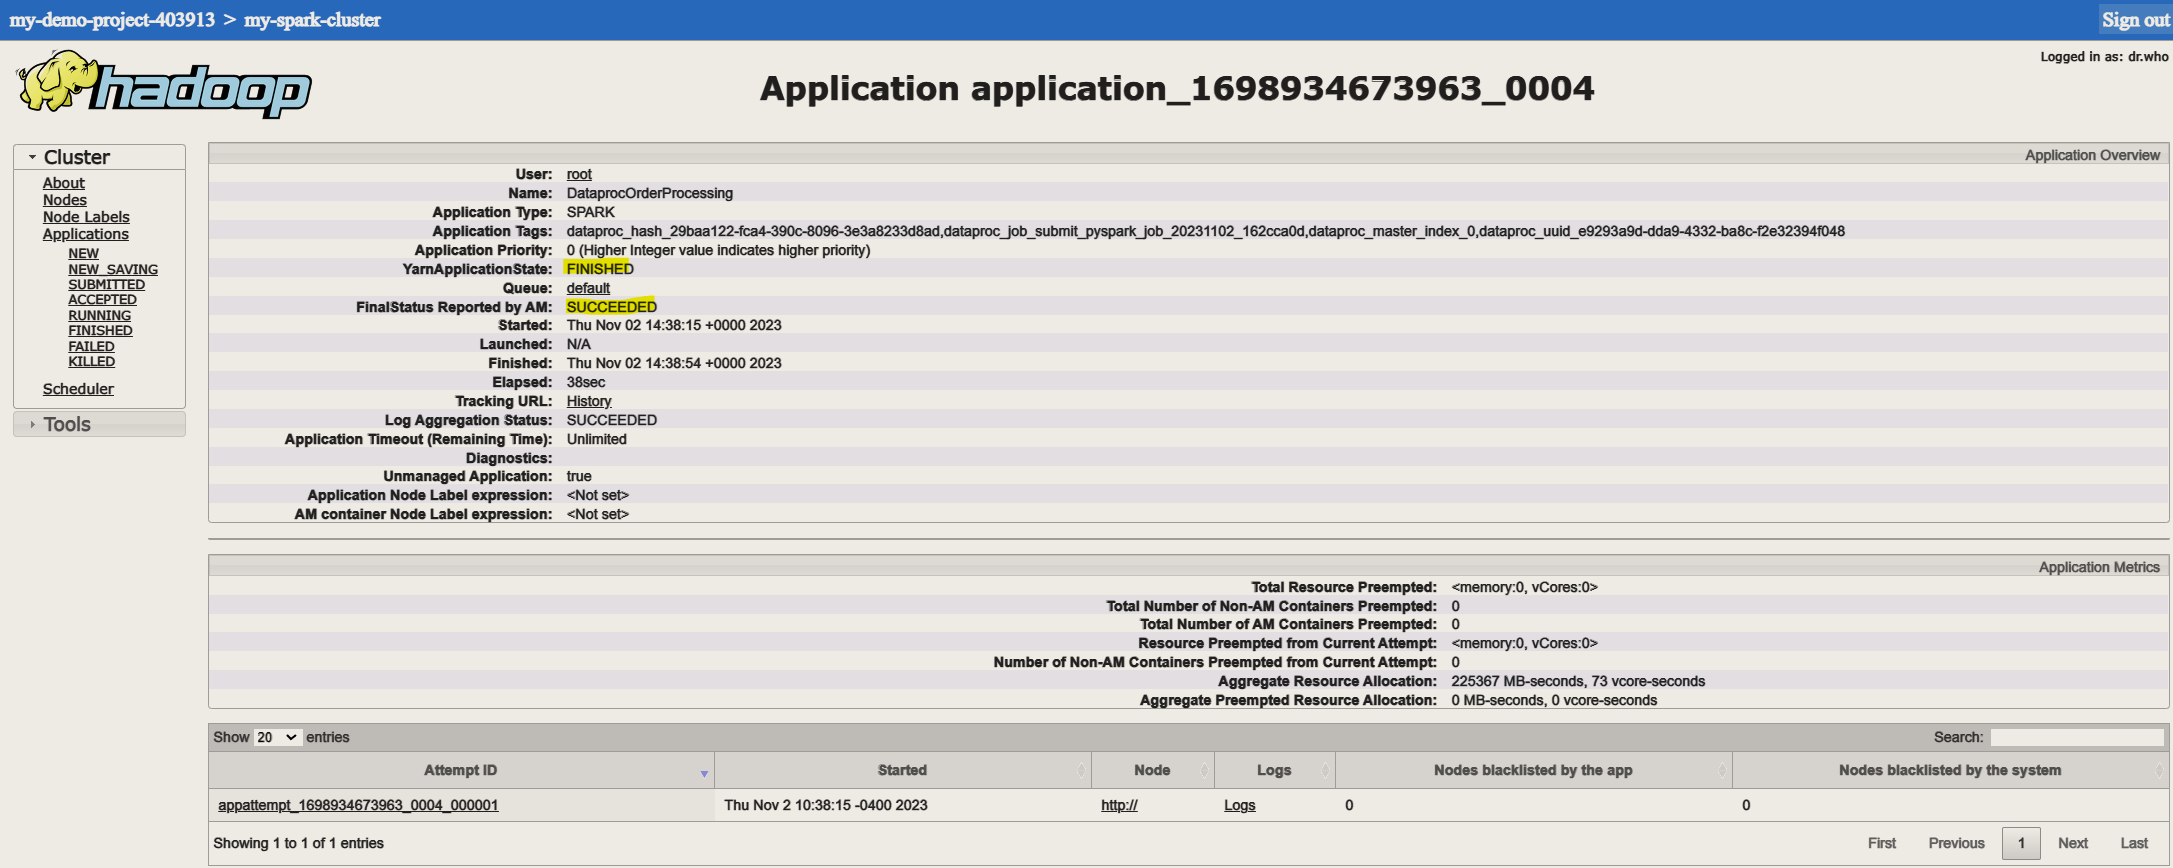 my-demo-project-403913 > my-spark-cluster
Sign out
Logged in as: dr.who
hadoop
Application application_1698934673963_0004
Cluster
About
Nodes
Node Labels
Applications
NEW
NEW_SAVING
SUBMITTED
ACCEPTED
RUNNING
FINISHED
FAILED
KILLED
Scheduler
Tools
Application Overview
User: root
Name: DataprocOrderProcessing
Application Type: SPARK
Application Tags: dataproc_hash_29baa122-fca4-390c-8096-3e3a8233d8ad,dataproc_job_submit_pyspark_job_20231102_162cca0d,dataproc_master_index_0,dataproc_uuid_e9293a9d-dda9-4332-ba8c-f2e32394f048
Application Priority: 0 (Higher Integer value indicates higher priority)
YarnApplicationState: FINISHED
Queue: default
FinalStatus Reported by AM: SUCCEEDED
Started: Thu Nov 02 14:38:15 +0000 2023
Launched: N/A
Finished: Thu Nov 02 14:38:54 +0000 2023
Elapsed: 38sec
Tracking URL: History
Log Aggregation Status: SUCCEEDED
Application Timeout (Remaining Time): Unlimited
Diagnostics:
Unmanaged Application: true
Application Node Label expression: <Not set>
AM container Node Label expression: <Not set>
Application Metrics
Total Resource Preempted: <memory:0, vCores:0>
Total Number of Non-AM Containers Preempted: 0
Total Number of AM Containers Preempted: 0
Resource Preempted from Current Attempt: <memory:0, vCores:0>
Number of Non-AM Containers Preempted from Current Attempt: 0
Aggregate Resource Allocation: 225367 MB-seconds, 73 vcore-seconds
Aggregate Preempted Resource Allocation: 0 MB-seconds, 0 vcore-seconds
Show 20 entries
Search:
Attempt ID Started Node Logs Nodes blacklisted by the app Nodes blacklisted by the system
appattempt_1698934673963_0004_000001 Thu Nov 2 10:38:15 -0400 2023 http:// Logs 0 0
Showing 1 to 1 of 1 entries
First Previous 1 Next Last